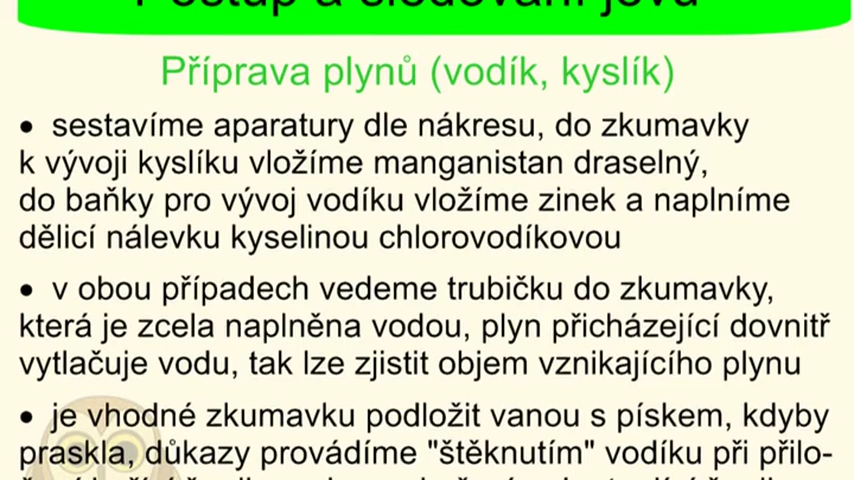 Postup a sledování jevů
Příprava plynů (vodík, kyslík)
• sestavíme aparatury dle nákresu, do zkumavky
k vývoji kyslíku vložíme manganistan draselný,
do baňky pro vývoj vodíku vložíme zinek a naplníme
dělicí nálevku kyselinou chlorovodíkovou
• v obou případech vedeme trubičku do zkumavky,
která je zcela naplněna vodou, plyn přicházející dovnitř
vytlačuje vodu, tak lze zjistit objem vznikajícího plynu
• je vhodné zkumavku podložit vanou s pískem, kdyby
praskla, důkazy provádíme "štěknutím" vodíku při přilo-